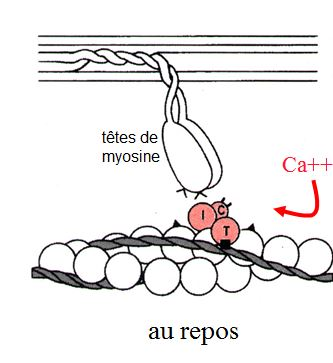 têtes de
myosine
Ca++
I C
T
au repos